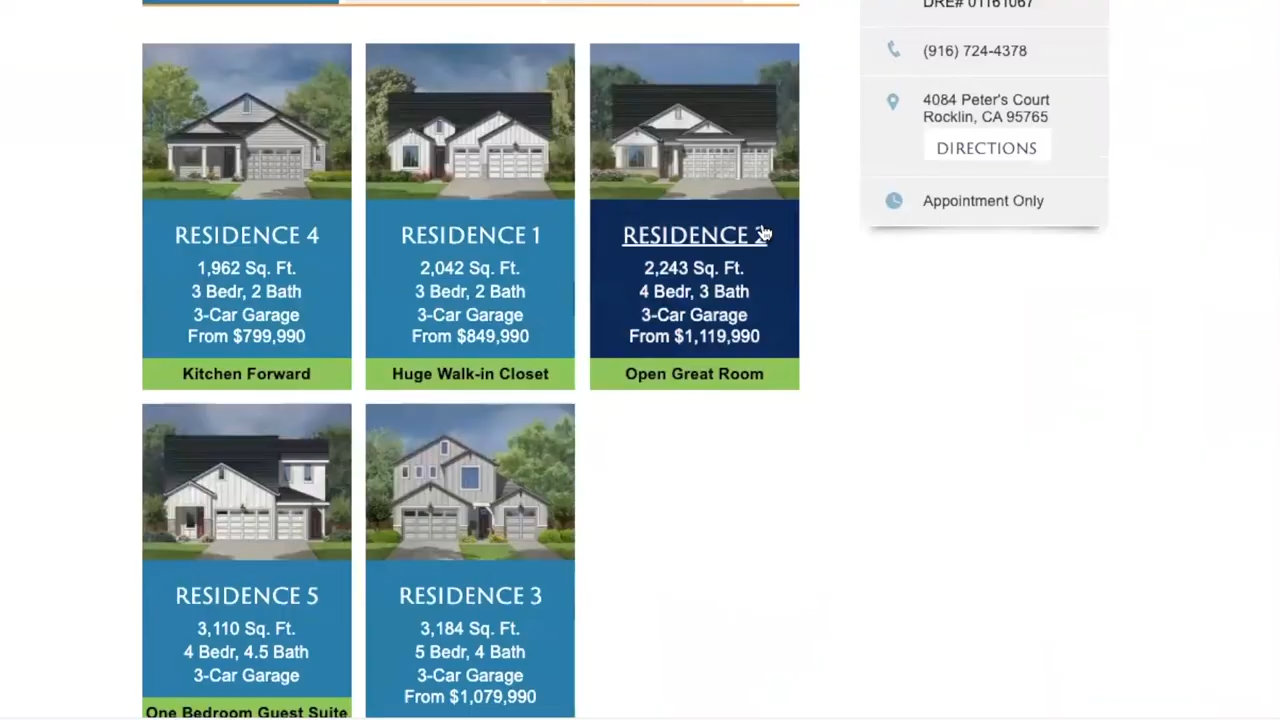 DRE# 01161067
(916) 724-4378
4084 Peter's Court
Rocklin, CA 95765
DIRECTIONS
Appointment Only
RESIDENCE 4
1,962 Sq. Ft.
3 Bedr, 2 Bath
3-Car Garage
From $799,990
Kitchen Forward
RESIDENCE 1
2,042 Sq. Ft.
3 Bedr, 2 Bath
3-Car Garage
From $849,990
Huge Walk-in Closet
RESIDENCE 2
2,243 Sq. Ft.
4 Bedr, 3 Bath
3-Car Garage
From $1,119,990
Open Great Room
RESIDENCE 5
3,110 Sq. Ft.
4 Bedr, 4.5 Bath
3-Car Garage
One Bedroom Guest Suite
RESIDENCE 3
3,184 Sq. Ft.
5 Bedr, 4 Bath
3-Car Garage
From $1,079,990